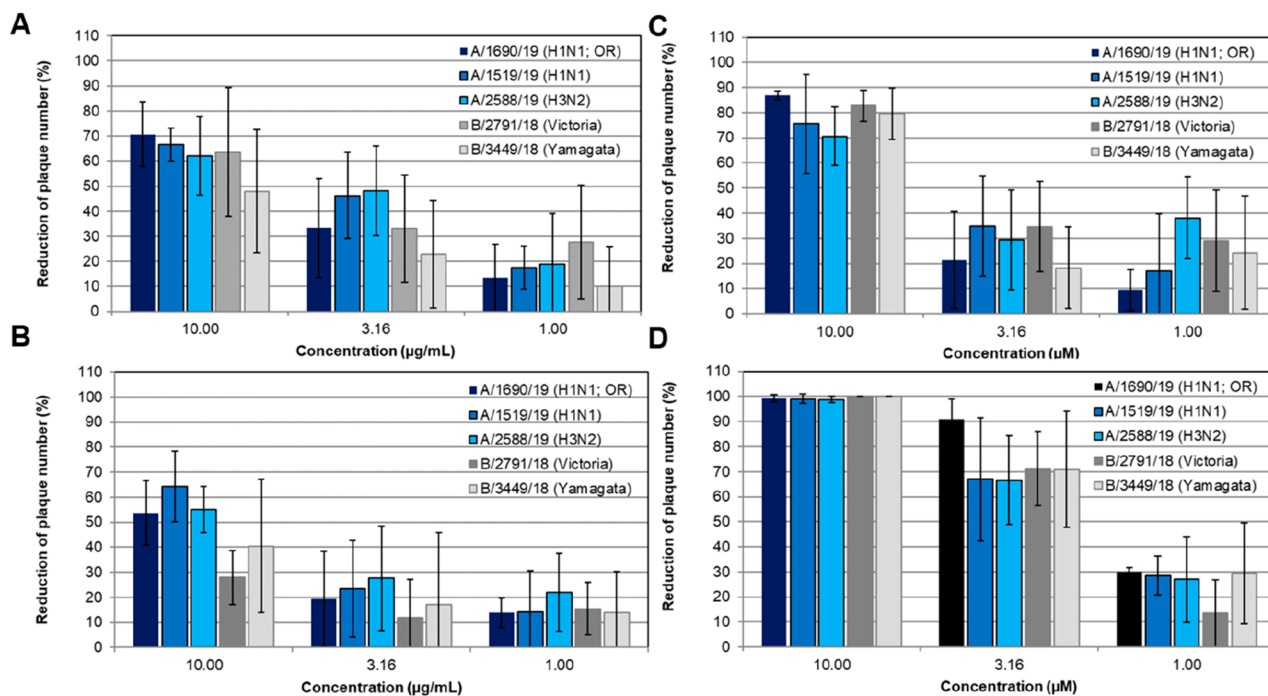 A
Reduction of plaque number (%)
110
100
90
80
70
60
50
40
30
20
10
0
A/1690/19 (H1N1; OR)
A/1519/19 (H1N1)
A/2588/19 (H3N2)
B/2791/18 (Victoria)
B/3449/18 (Yamagata)
10.00
3.16
1.00
Concentration (µg/mL)
B
Reduction of plaque number (%)
110
100
90
80
70
60
50
40
30
20
10
0
A/1690/19 (H1N1; OR)
A/1519/19 (H1N1)
A/2588/19 (H3N2)
B/2791/18 (Victoria)
B/3449/18 (Yamagata)
10.00
3.16
1.00
Concentration (µg/mL)
C
Reduction of plaque number (%)
110
100
90
80
70
60
50
40
30
20
10
0
A/1690/19 (H1N1; OR)
A/1519/19 (H1N1)
A/2588/19 (H3N2)
B/2791/18 (Victoria)
B/3449/18 (Yamagata)
10.00
3.16
1.00
Concentration (µM)
D
Reduction of plaque number (%)
110
100
90
80
70
60
50
40
30
20
10
0
A/1690/19 (H1N1; OR)
A/1519/19 (H1N1)
A/2588/19 (H3N2)
B/2791/18 (Victoria)
B/3449/18 (Yamagata)
10.00
3.16
1.00
Concentration (µM)